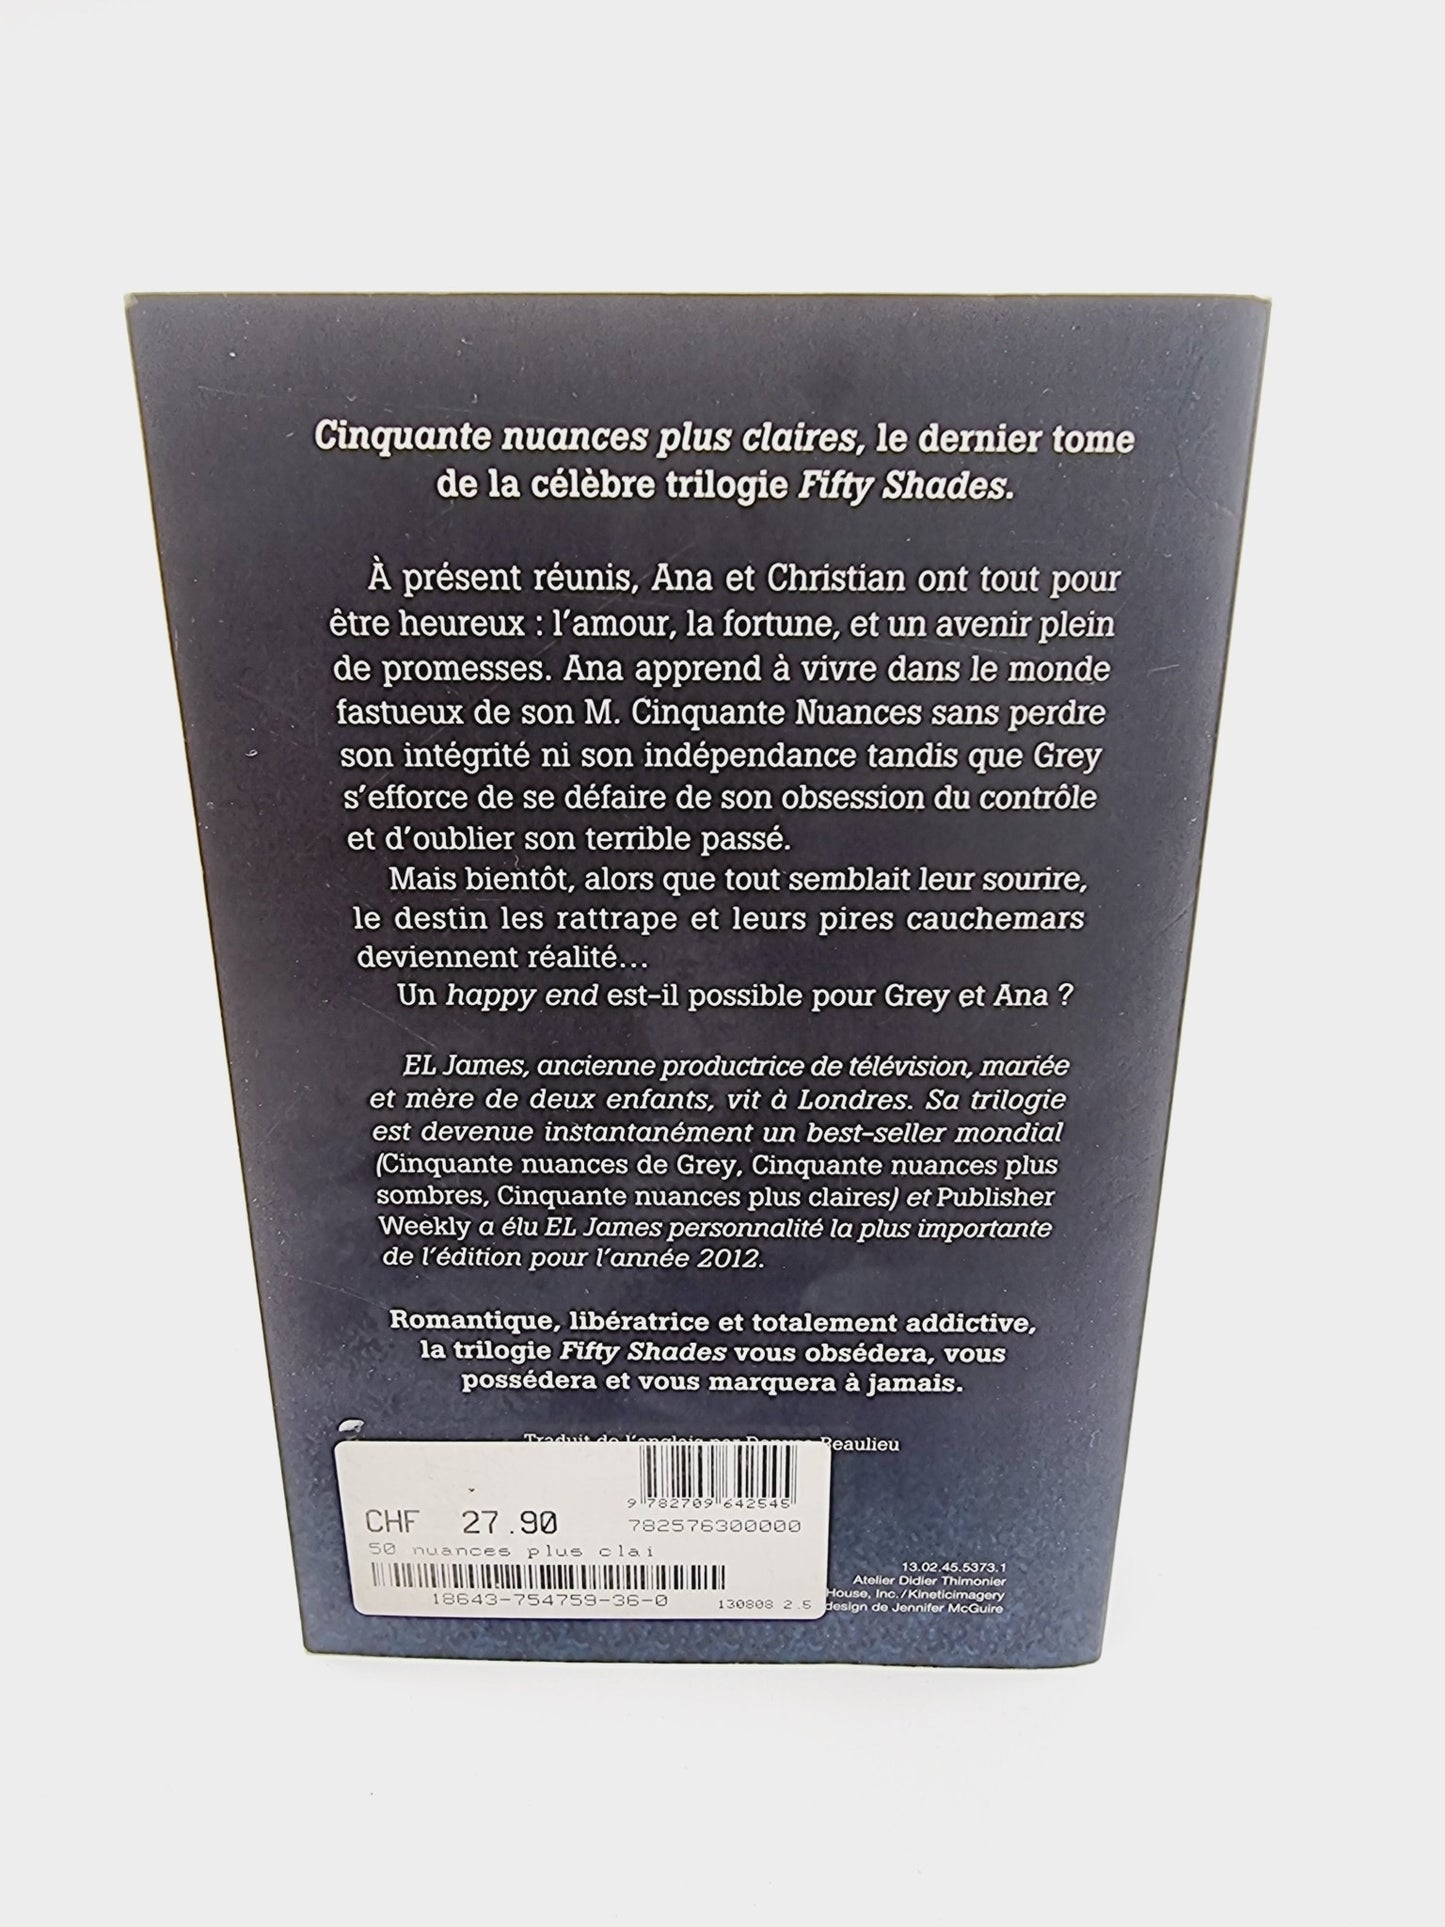 Cinquante nuances plus claires, le dernier tome
de la célèbre trilogie Fifty Shades.
À présent réunis, Ana et Christian ont tout pour
être heureux : l'amour, la fortune, et un avenir plein
de promesses. Ana apprend à vivre dans le monde
fastueux de son M. Cinquante Nuances sans perdre
son intégrité ni son indépendance tandis que Grey
s'efforce de se défaire de son obsession du contrôle
et d'oublier son terrible passé.
Mais bientôt, alors que tout semblait leur sourire,
le destin les rattrape et leurs pires cauchemars
deviennent réalité...
Un happy end est-il possible pour Grey et Ana ?
EL James, ancienne productrice de télévision, mariée
et mère de deux enfants, vit à Londres. Sa trilogie
est devenue instantanément un best-seller mondial
(Cinquante nuances de Grey, Cinquante nuances plus
sombres, Cinquante nuances plus claires) et Publisher
Weekly a élu EL James personnalité la plus importante
de l'édition pour l'année 2012.
Romantique, libératrice et totalement addictive,
la trilogie Fifty Shades vous obsédera, vous
possédera et vous marquera à jamais.
Traduit de l'anglais par Denyse Beaulieu
9 782709 642545
CHF 27.90 782576300000
50 nuances plus clai
18643-754759-36-0 130808 2.5
13.02.45.5373.1
Atelier Didier Thimonier
House, Inc./Kineticimagery
design de Jennifer McGuire